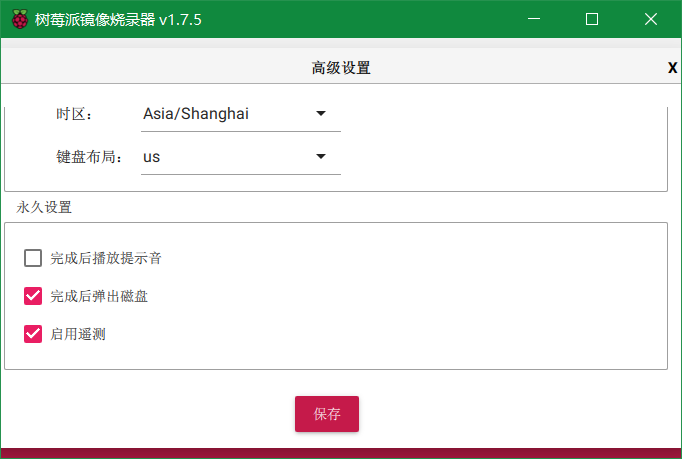 树莓派镜像烧录器 v1.7.5
高级设置 X
时区： Asia/Shanghai
键盘布局： us
永久设置
完成后播放提示音
完成后弹出磁盘
启用遥测
保存